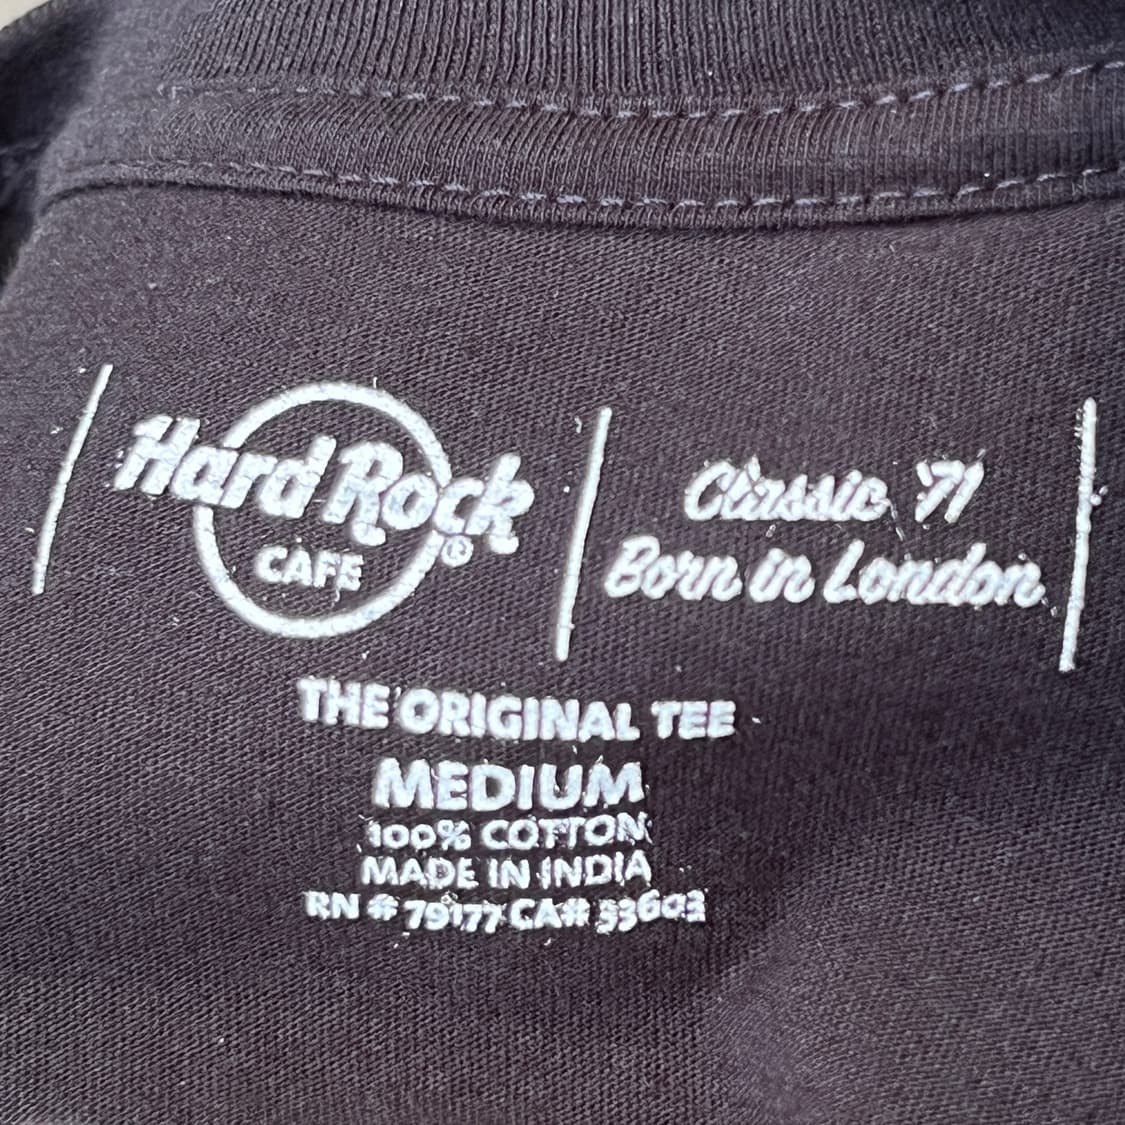 Hard Rock
CAFE
®
Classic '71
Born in London
THE ORIGINAL TEE
MEDIUM
100% COTTON
MADE IN INDIA
RN # 79177 CA#